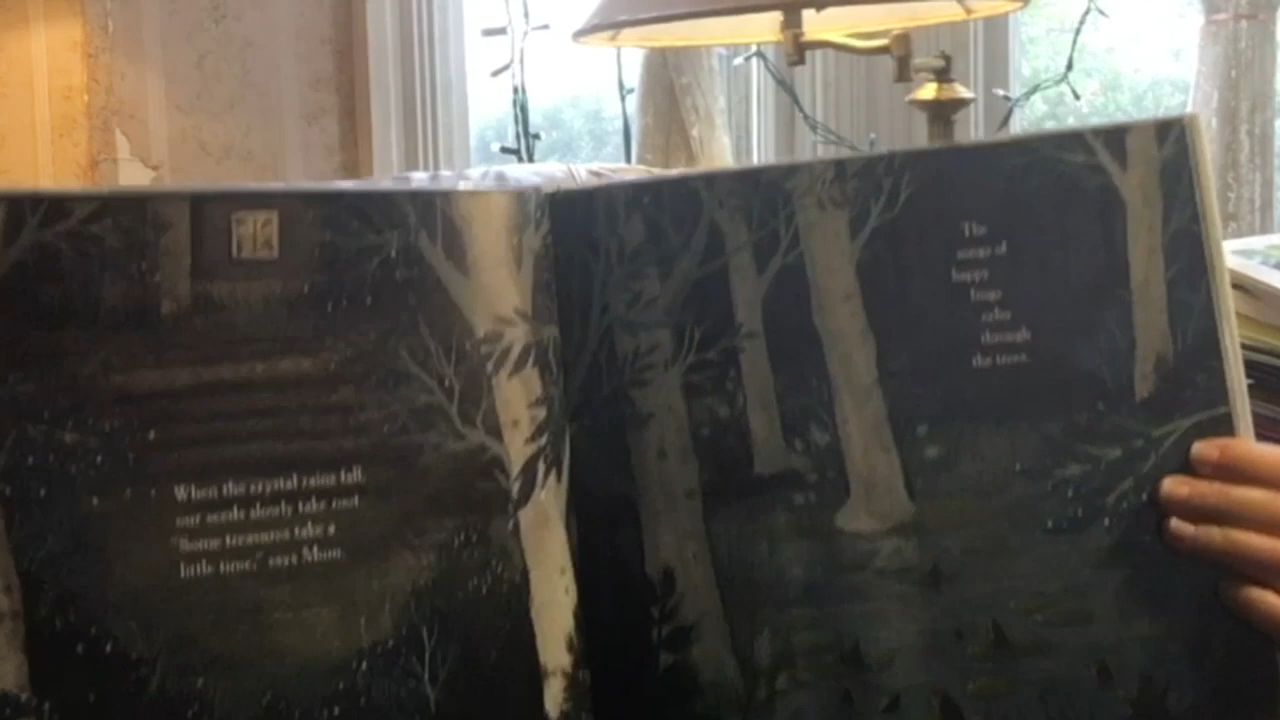 When the crystal rains fall,
our seeds slowly take root.
"Some treasures take a
little time," says Mum.
The
songs of
happy
frogs
echo
through
the trees.